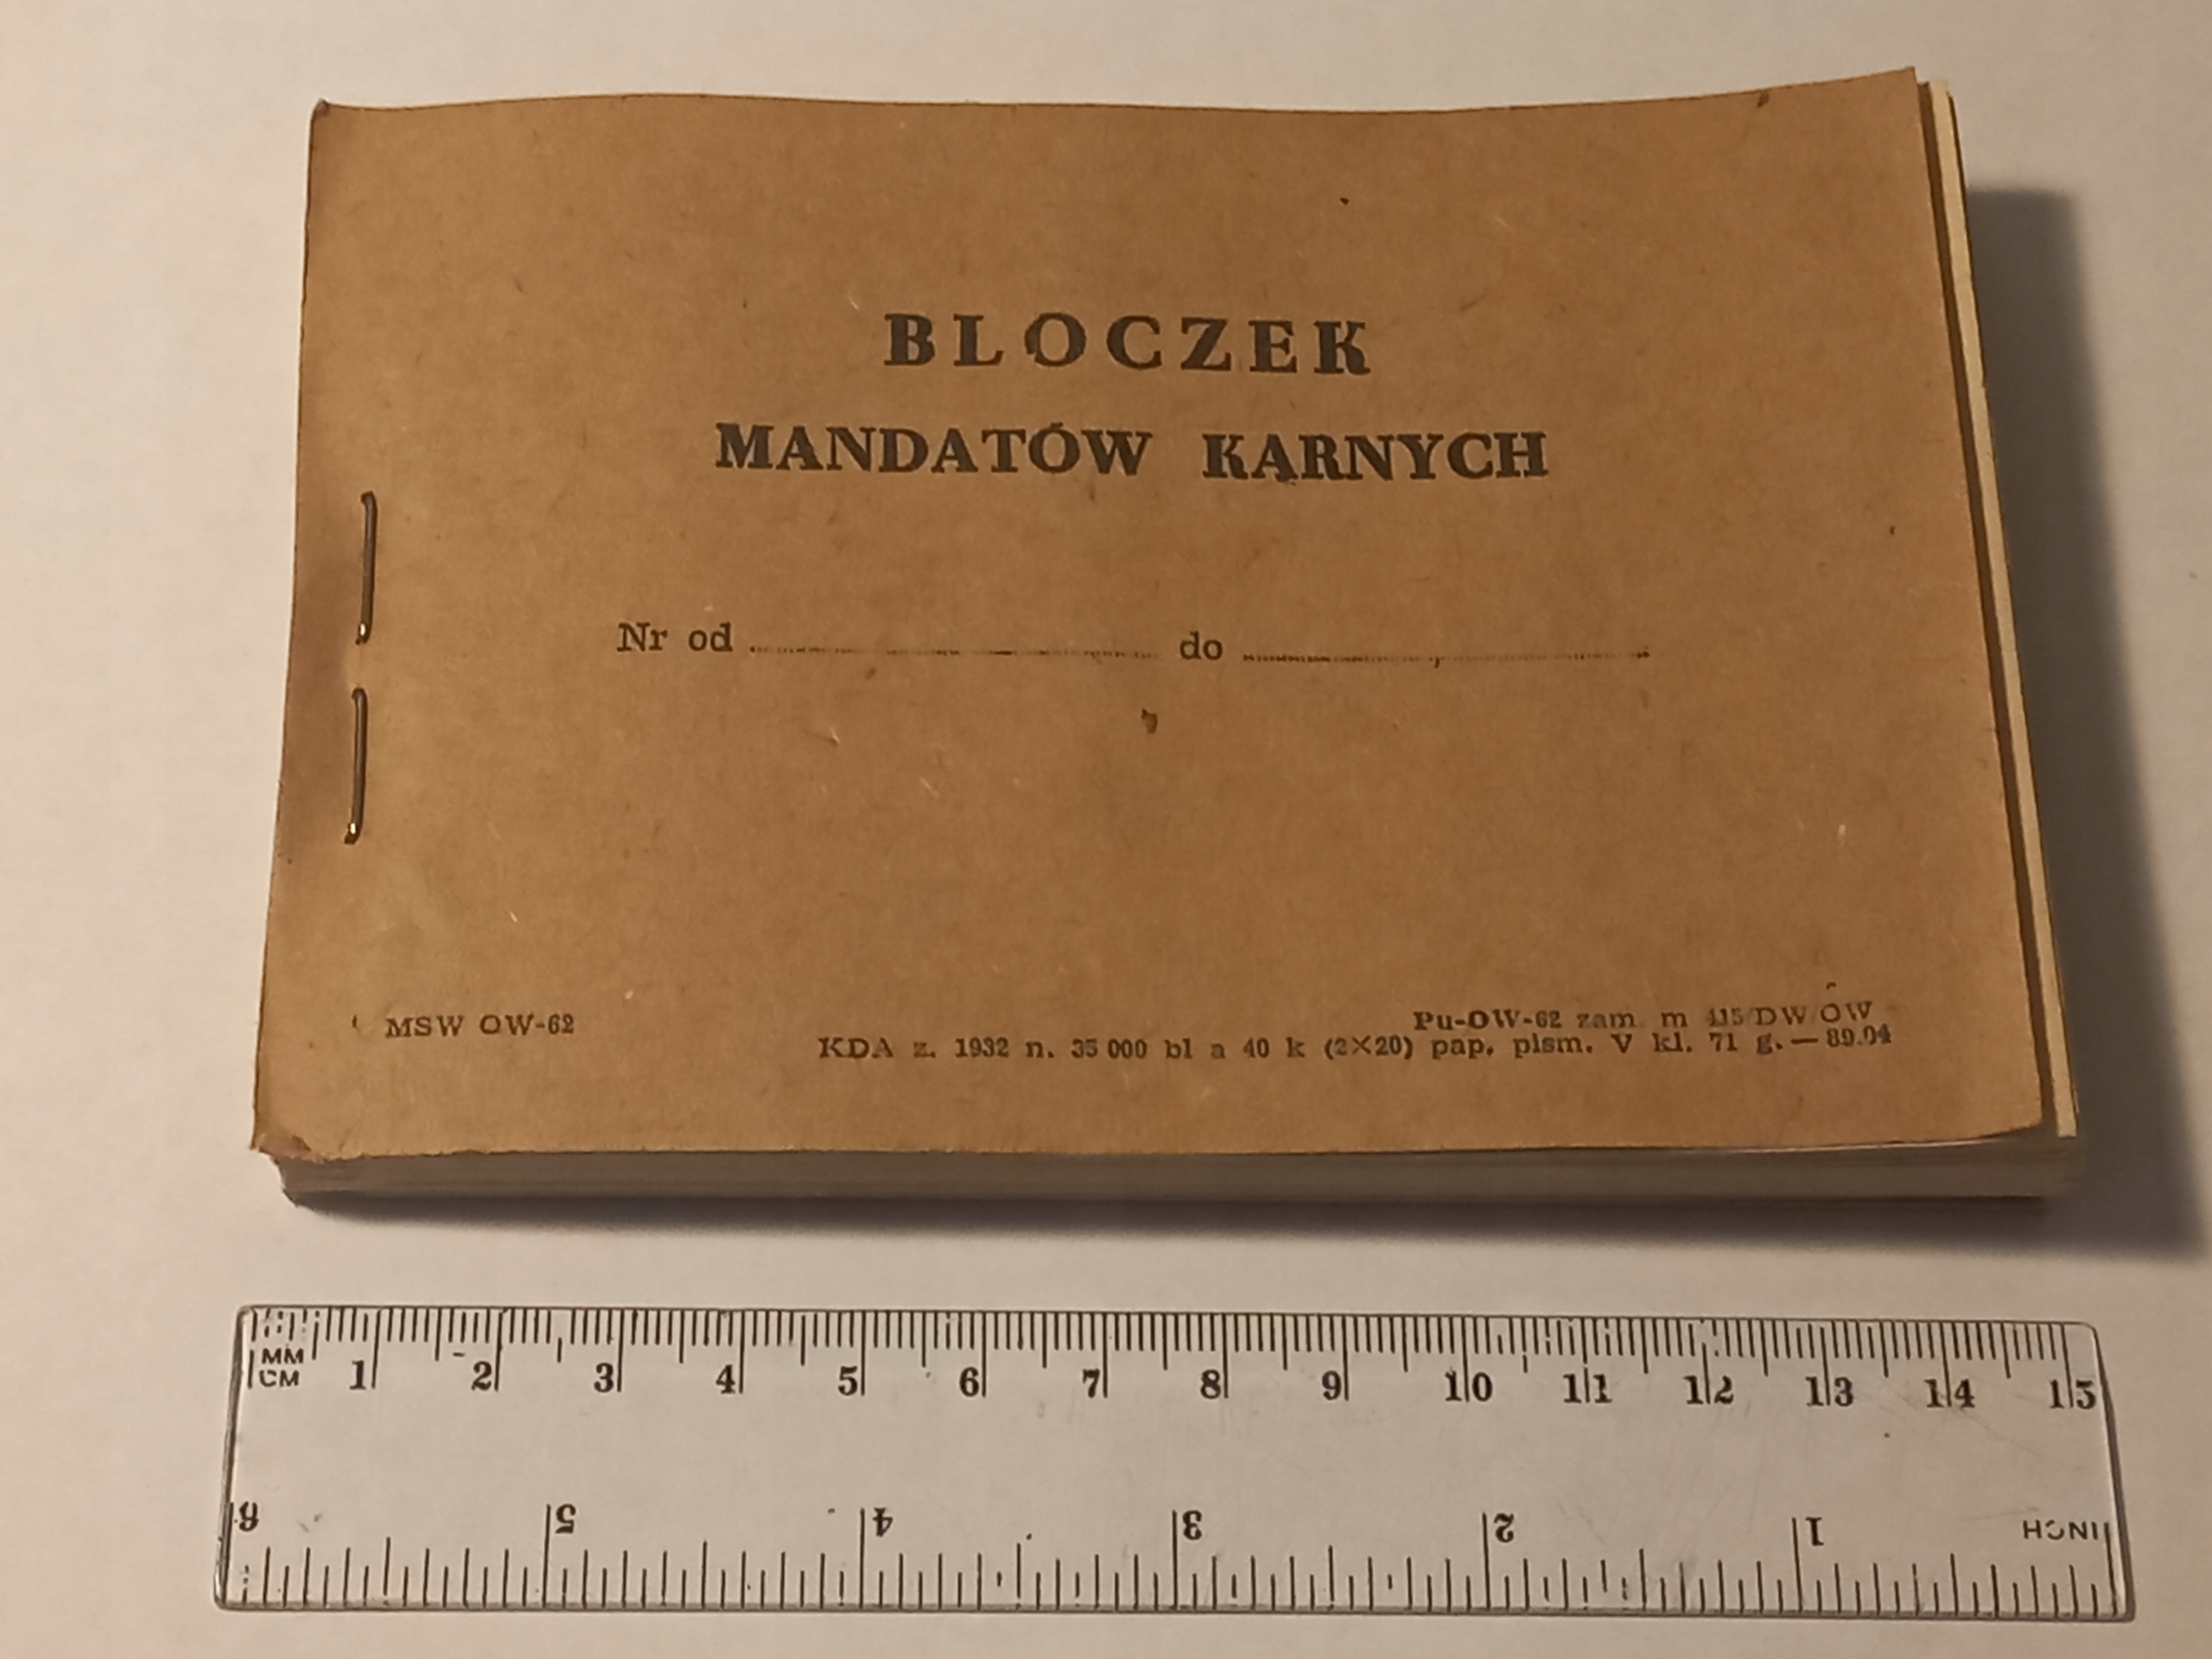 BLOCZEK
MANDATÓW KARNYCH
Nr od .................... do ....................
MSW OW-62
Pu-OW-62 zam. m 415/DW OW
KDA z. 1932 n. 35 000 bl a 40 k (2×20) pap. pism. V kl. 71 g. — 89.04
MM
CM 1 2 3 4 5 6 7 8 9 10 11 12 13 14 15
6 5 4 3 2 1 INCH